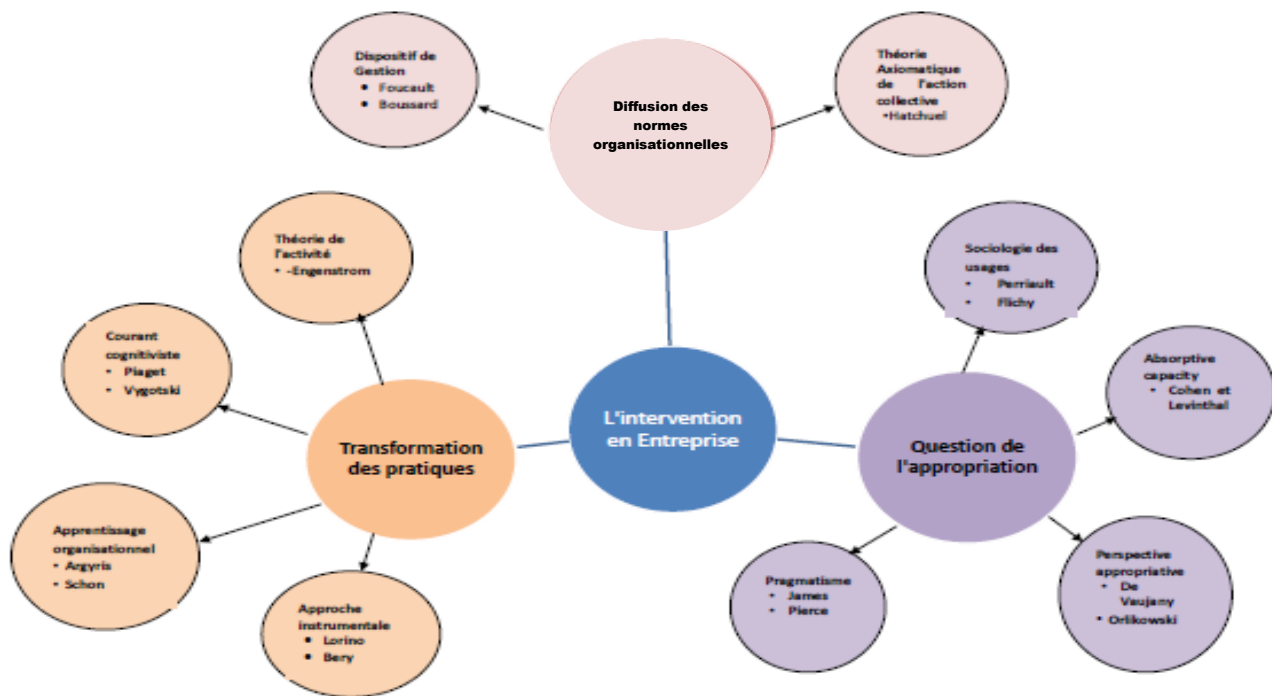 Dispositif de
Gestion
• Foucault
• Boussard
Diffusion des
normes
organisationnelles
Théorie
Axiomatique
de l'action
collective
•Hatchuel
Théorie de
l'activité
• -Engenstrom
Sociologie des
usages
• Perriault
• Flichy
Courant
cognitiviste
• Piaget
• Vygotski
Absorptive
capacity
• Cohen et
Levinthal
L'intervention
en Entreprise
Transformation
des pratiques
Question de
l'appropriation
Apprentissage
organisationnel
• Argyris
• Schon
Approche
instrumentale
• Lorino
• Bery
Pragmatisme
• James
• Pierce
Perspective
appropriative
• De
Vaujany
• Orlikowski